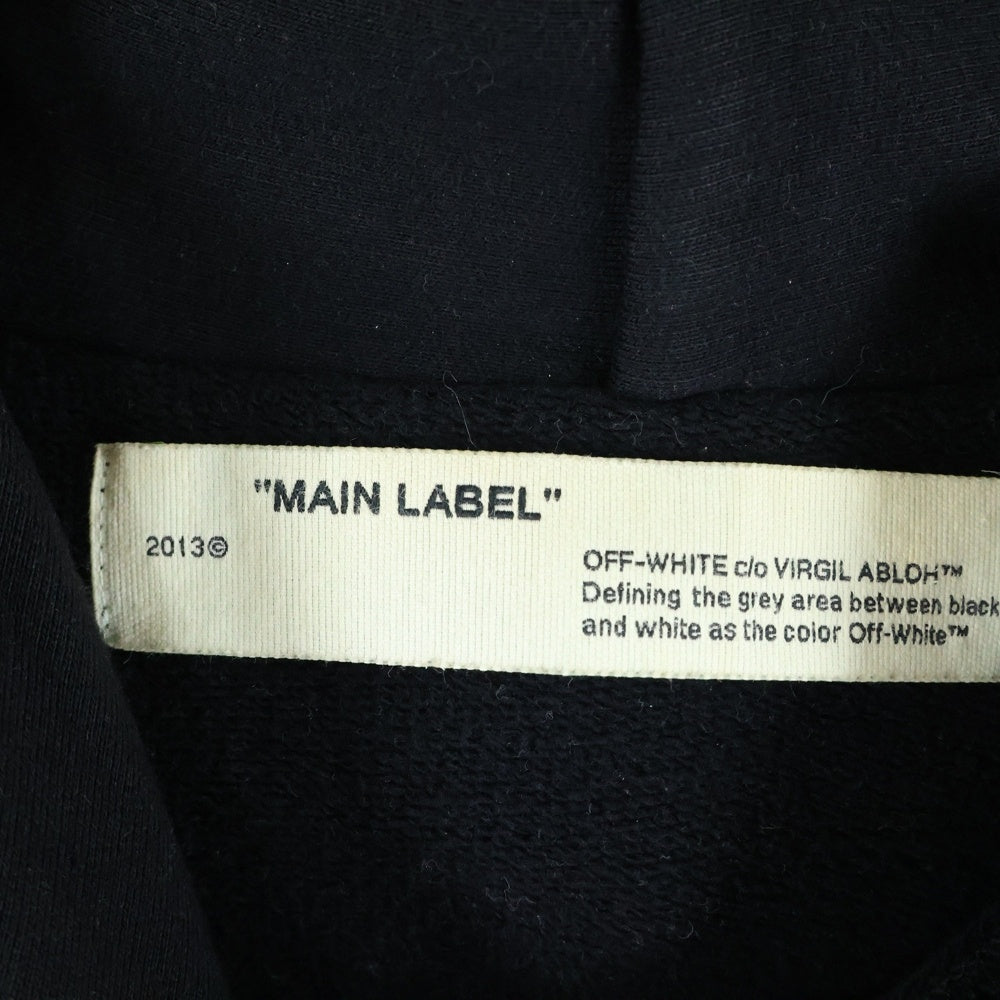 "MAIN LABEL"
2013©
OFF-WHITE c/o VIRGIL ABLOH™
Defining the grey area between black
and white as the color Off-White™